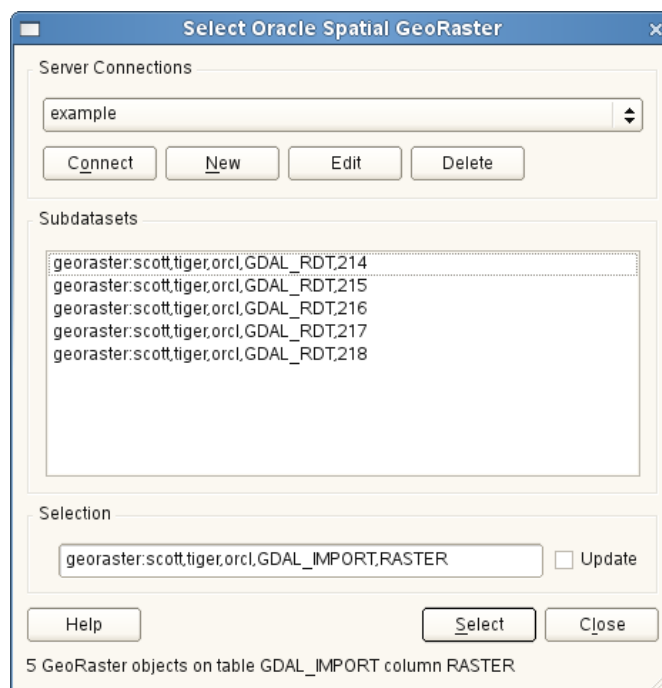 Select Oracle Spatial GeoRaster
Server Connections
example
Connect New Edit Delete
Subdatasets
georaster:scott,tiger,orcl,GDAL_RDT,214
georaster:scott,tiger,orcl,GDAL_RDT,215
georaster:scott,tiger,orcl,GDAL_RDT,216
georaster:scott,tiger,orcl,GDAL_RDT,217
georaster:scott,tiger,orcl,GDAL_RDT,218
Selection
georaster:scott,tiger,orcl,GDAL_IMPORT,RASTER Update
Help Select Close
5 GeoRaster objects on table GDAL_IMPORT column RASTER